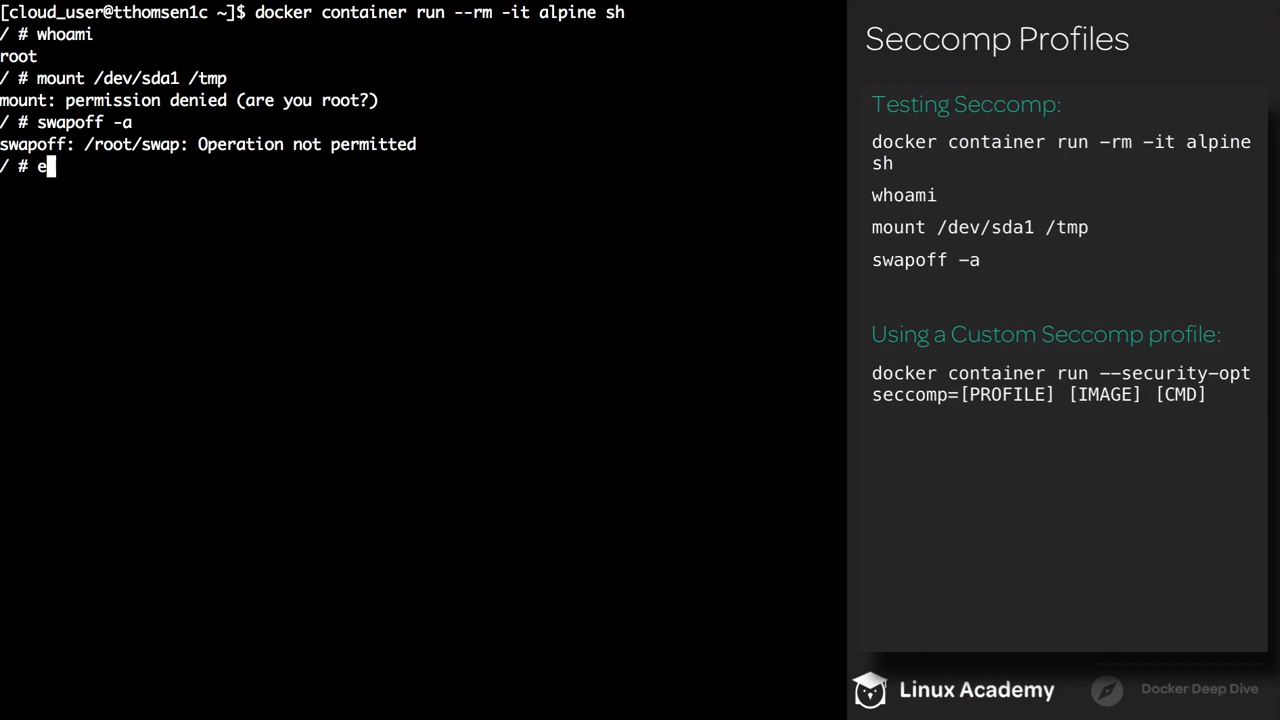 [cloud_user@tthomsen1c ~]$ docker container run --rm -it alpine sh
/ # whoami
root
/ # mount /dev/sda1 /tmp
mount: permission denied (are you root?)
/ # swapoff -a
swapoff: /root/swap: Operation not permitted
/ # e
Seccomp Profiles
Testing Seccomp:
docker container run –rm -it alpine
sh
whoami
mount /dev/sda1 /tmp
swapoff -a
Using a Custom Seccomp profile:
docker container run --security-opt
seccomp=[PROFILE] [IMAGE] [CMD]
Linux Academy
Docker Deep Dive